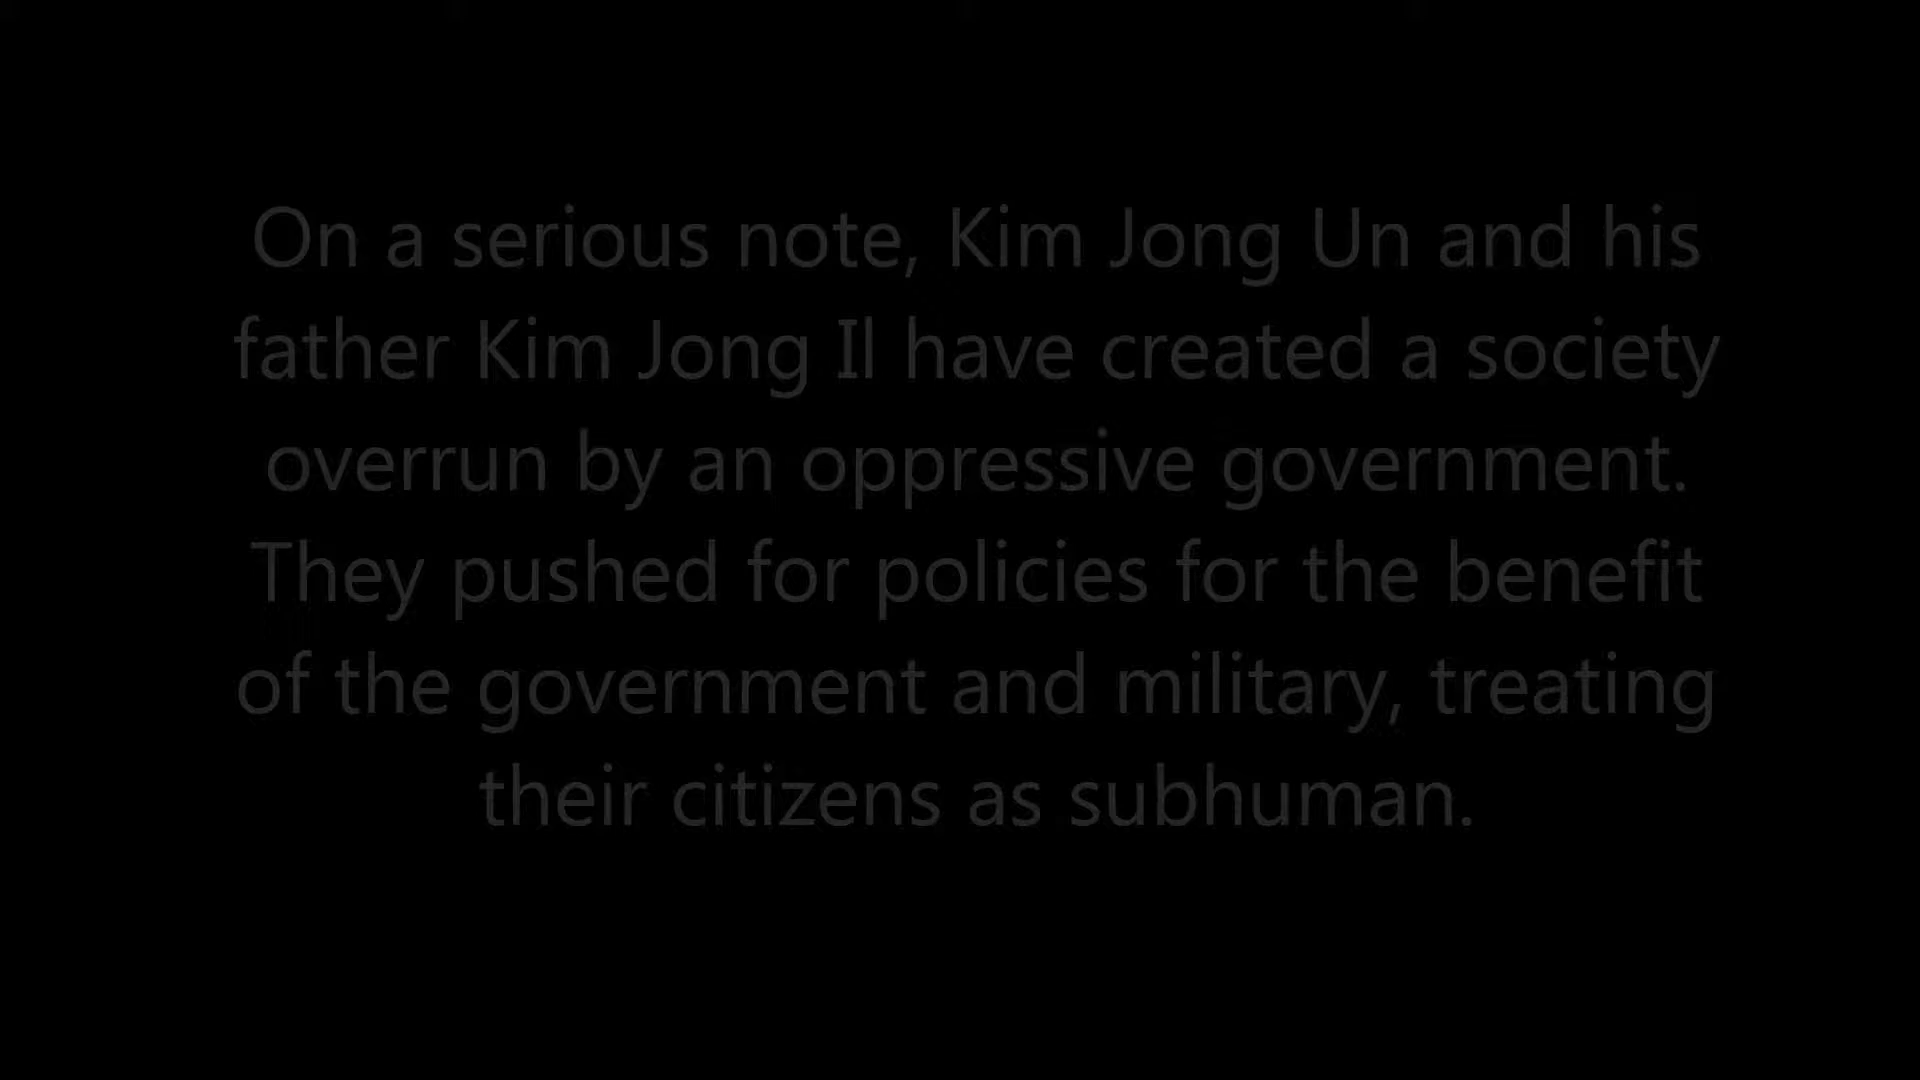 On a serious note, Kim Jong Un and his
father Kim Jong Il have created a society
overrun by an oppressive government.
They pushed for policies for the benefit
of the government and military, treating
their citizens as subhuman.